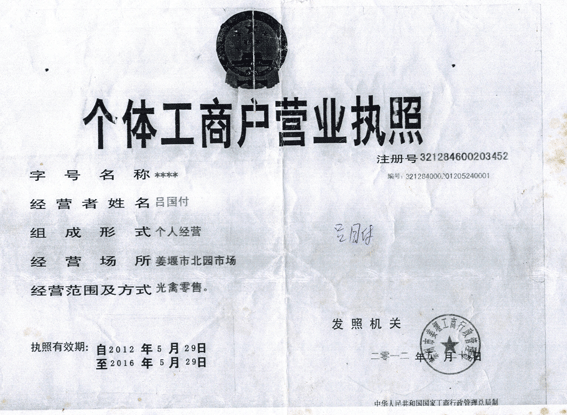 个体工商户营业执照
注册号 321284600203452
编号: 321284000201205240001
字号名称 ****
经营者姓名 吕国付
组成形式 个人经营
经营场所 姜堰市北园市场
经营范围及方式 光禽零售。
吕国付
发照机关
执照有效期: 自2012 年 5 月 29日
至2016 年 5 月 29日
二〇一二年 月 日
中华人民共和国国家工商行政管理总局制